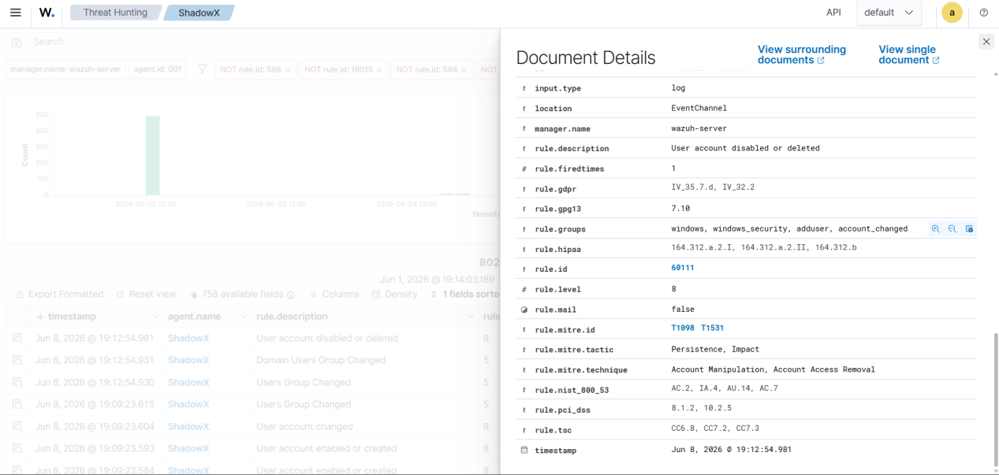 W.
Threat Hunting
ShadowX
API
default
a
Search
manager.name: wazuh-server
agent.id: 001
NOT rule.id: 598 ×
NOT rule.id: 19015 ×
NOT rule.id: 594 ×
NOT
500
400
300
200
100
0
Count
2026-06-02 12:00
2026-06-03 12:00
2026-06-04 12:00
802
Jun 1, 2026 @ 19:14:03.189 -
Export Formatted
Reset view
758 available fields
Columns
Density
1 fields sorte
timestamp
agent.name
rule.description
rule
Jun 8, 2026 @ 19:12:54.981 ShadowX User account disabled or deleted 8
Jun 8, 2026 @ 19:12:54.931 ShadowX Domain Users Group Changed 5
Jun 8, 2026 @ 19:12:54.930 ShadowX Users Group Changed 5
Jun 8, 2026 @ 19:09:23.615 ShadowX Users Group Changed 5
Jun 8, 2026 @ 19:09:23.604 ShadowX User account changed 8
Jun 8, 2026 @ 19:09:23.593 ShadowX User account enabled or created 8
Jun 8, 2026 @ 19:09:23.584 ShadowX User account enabled or created 8
Document Details
View surrounding
documents
View single
document
t input.type log
t location EventChannel
t manager.name wazuh-server
t rule.description User account disabled or deleted
# rule.firedtimes 1
t rule.gdpr IV_35.7.d, IV_32.2
t rule.gpg13 7.10
t rule.groups windows, windows_security, adduser, account_changed
t rule.hipaa 164.312.a.2.I, 164.312.a.2.II, 164.312.b
t rule.id 60111
# rule.level 8
rule.mail false
t rule.mitre.id T1098 T1531
t rule.mitre.tactic Persistence, Impact
t rule.mitre.technique Account Manipulation, Account Access Removal
t rule.nist_800_53 AC.2, IA.4, AU.14, AC.7
t rule.pci_dss 8.1.2, 10.2.5
t rule.tsc CC6.8, CC7.2, CC7.3
timestamp Jun 8, 2026 @ 19:12:54.981